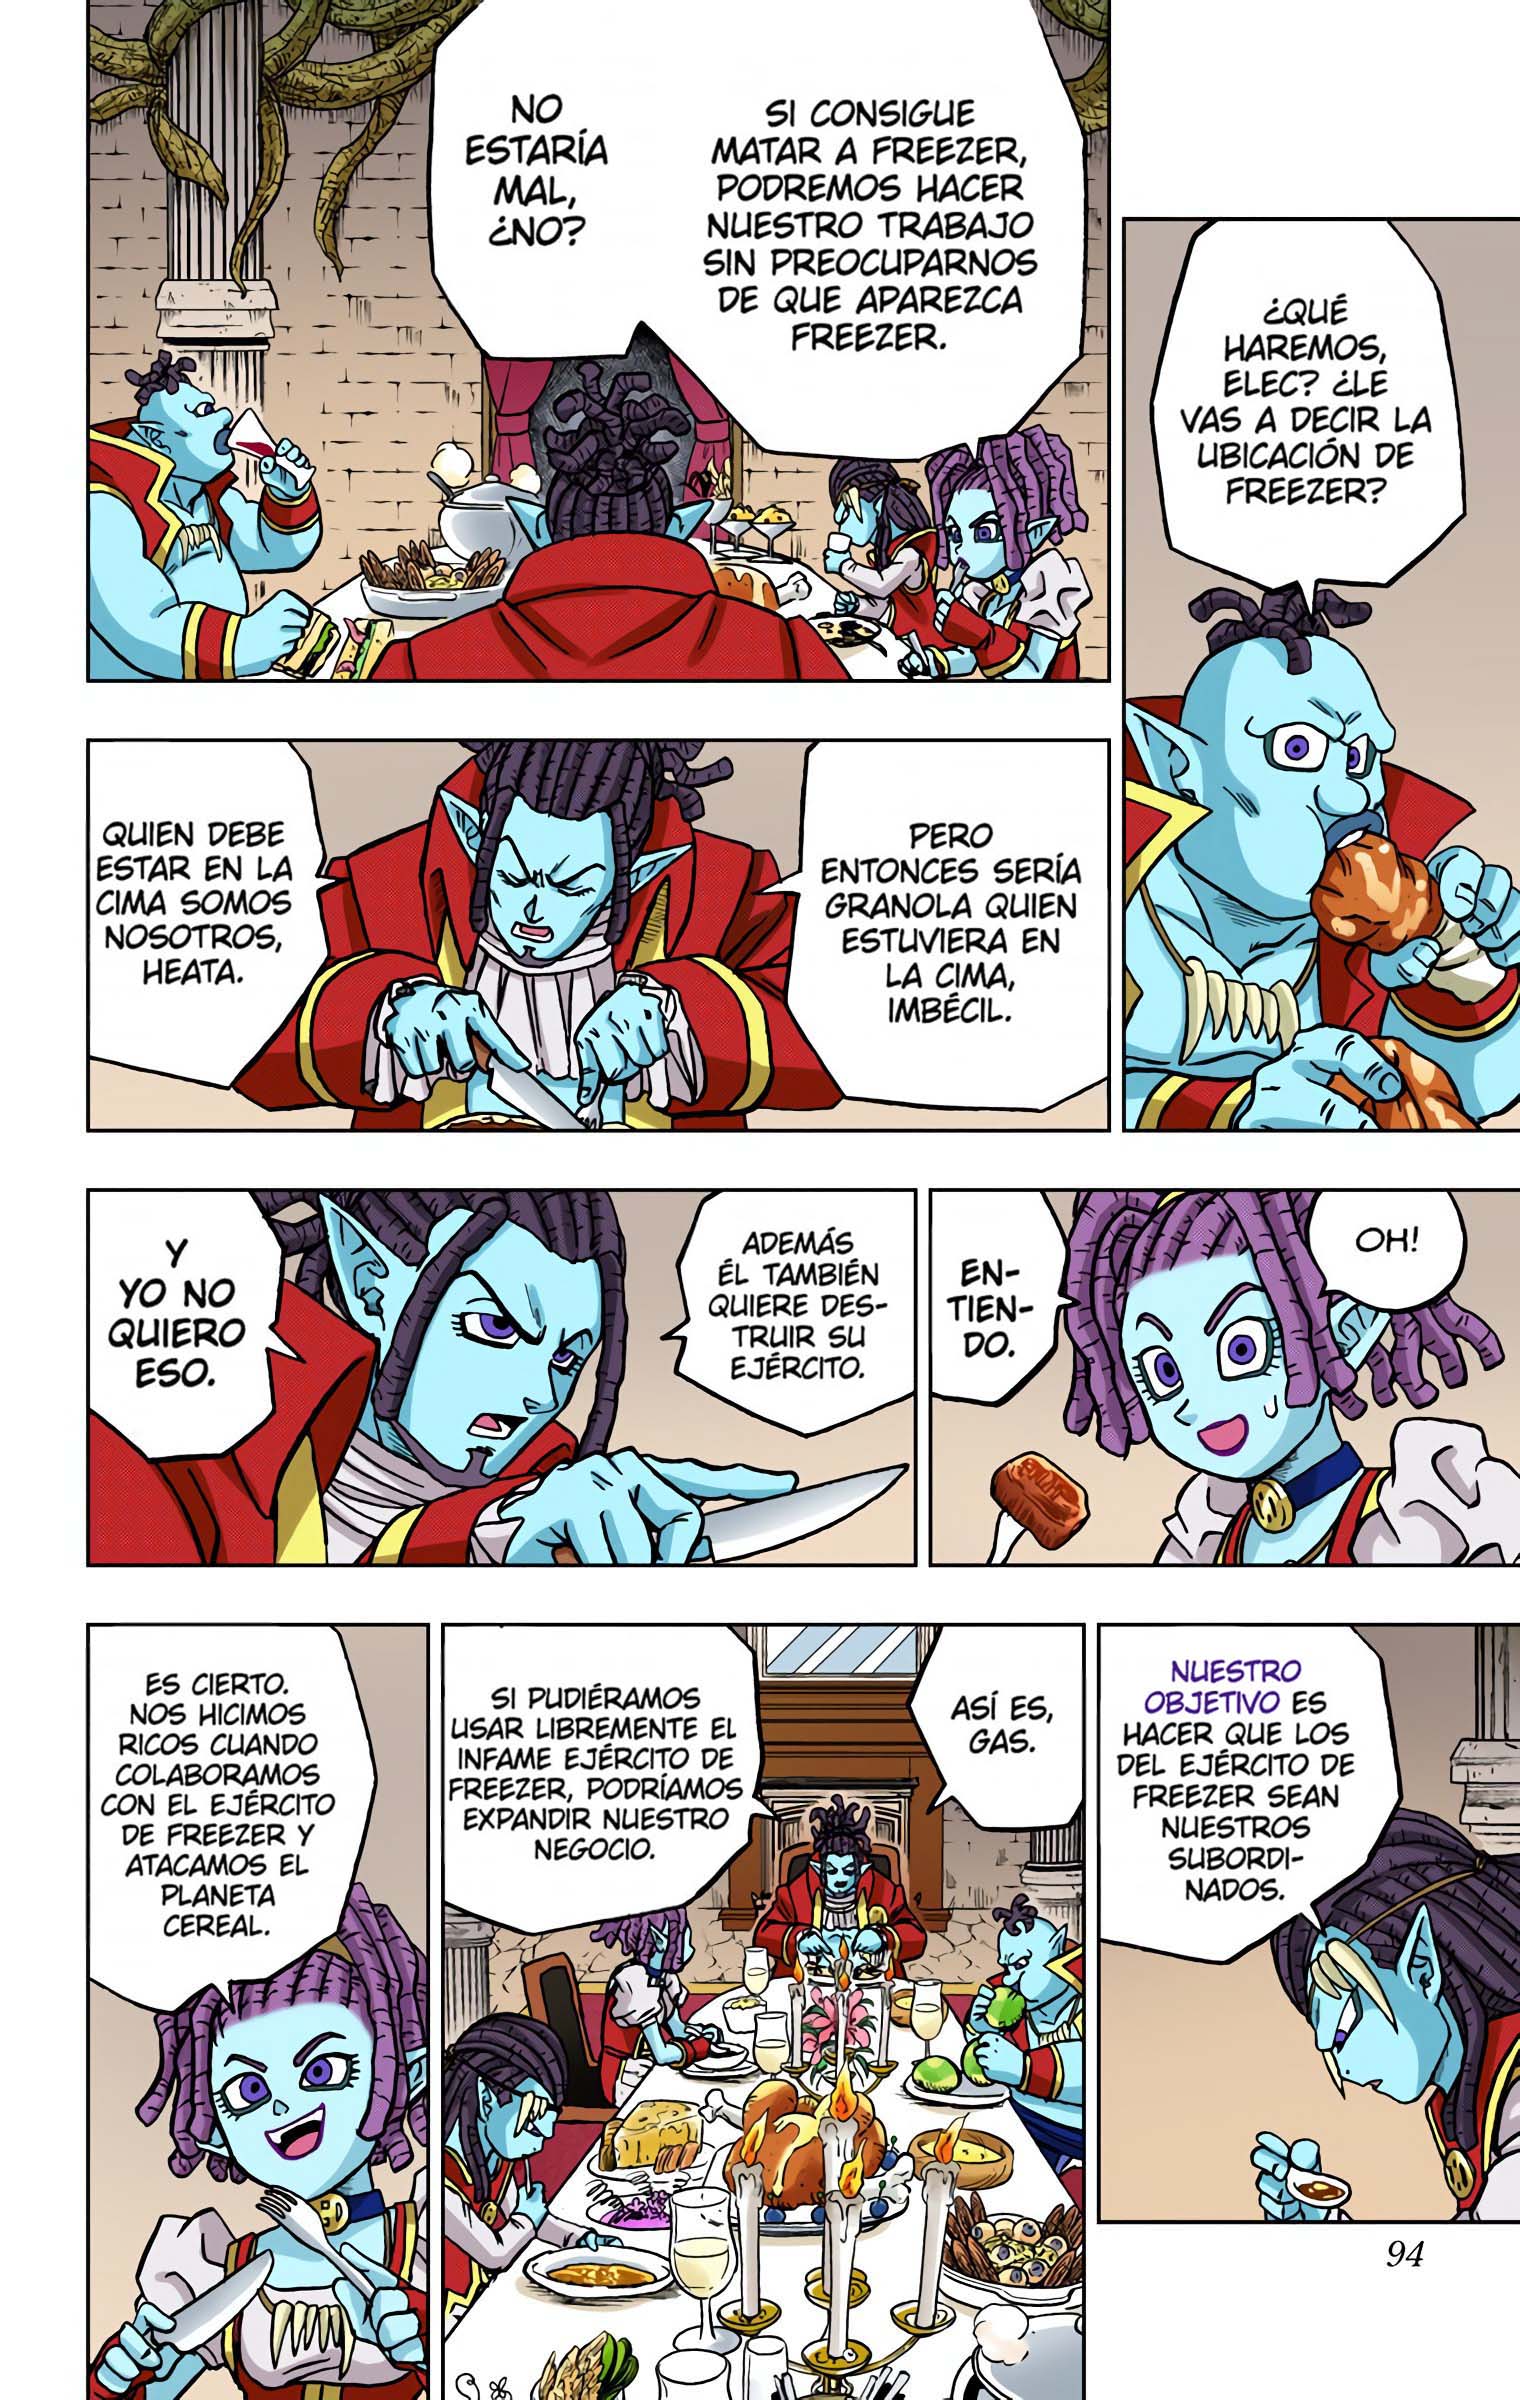 ¿QUÉ
HAREMOS,
ELEC? ¿LE
VAS A DECIR LA
UBICACIÓN DE
FREEZER?
SI CONSIGUE
MATAR A FREEZER,
PODREMOS HACER
NUESTRO TRABAJO
SIN PREOCUPARNOS
DE QUE APAREZCA
FREEZER.
NO
ESTARÍA
MAL,
¿NO?
PERO
ENTONCES SERÍA
GRANOLA QUIEN
ESTUVIERA EN
LA CIMA,
IMBÉCIL.
QUIEN DEBE
ESTAR EN LA
CIMA SOMOS
NOSOTROS,
HEATA.
OH!
EN-
TIEN-
DO.
ADEMÁS
ÉL TAMBIÉN
QUIERE DES-
TRUIR SU
EJÉRCITO.
Y
YO NO
QUIERO
ESO.
NUESTRO
OBJETIVO ES
HACER QUE LOS
DEL EJÉRCITO DE
FREEZER SEAN
NUESTROS
SUBORDI-
NADOS.
ASÍ ES,
GAS.
SI PUDIÉRAMOS
USAR LIBREMENTE EL
INFAME EJÉRCITO DE
FREEZER, PODRÍAMOS
EXPANDIR NUESTRO
NEGOCIO.
ES CIERTO.
NOS HICIMOS
RICOS CUANDO
COLABORAMOS
CON EL EJÉRCITO
DE FREEZER Y
ATACAMOS EL
PLANETA
CEREAL.
94